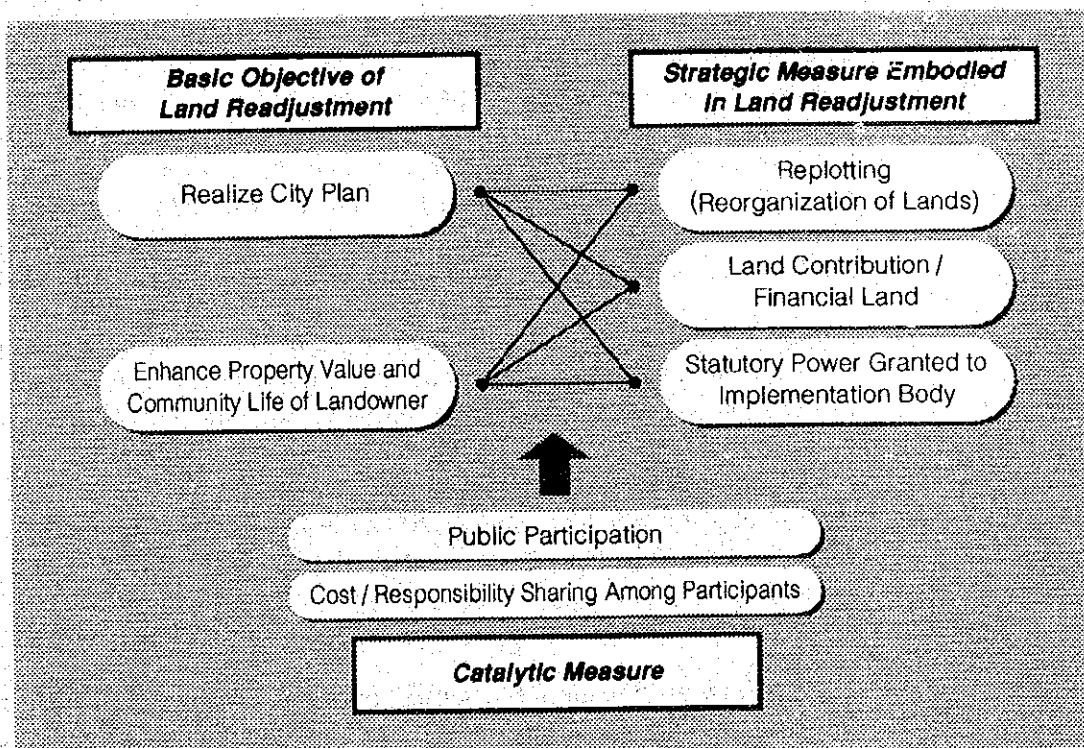 Basic Objective of
Land Readjustment
Realize City Plan
Enhance Property Value and
Community Life of Landowner
Strategic Measure Embodied
in Land Readjustment
Replotting
(Reorganization of Lands)
Land Contribution /
Financial Land
Statutory Power Granted to
Implementation Body
Public Participation
Cost / Responsibility Sharing Among Participants
Catalytic Measure